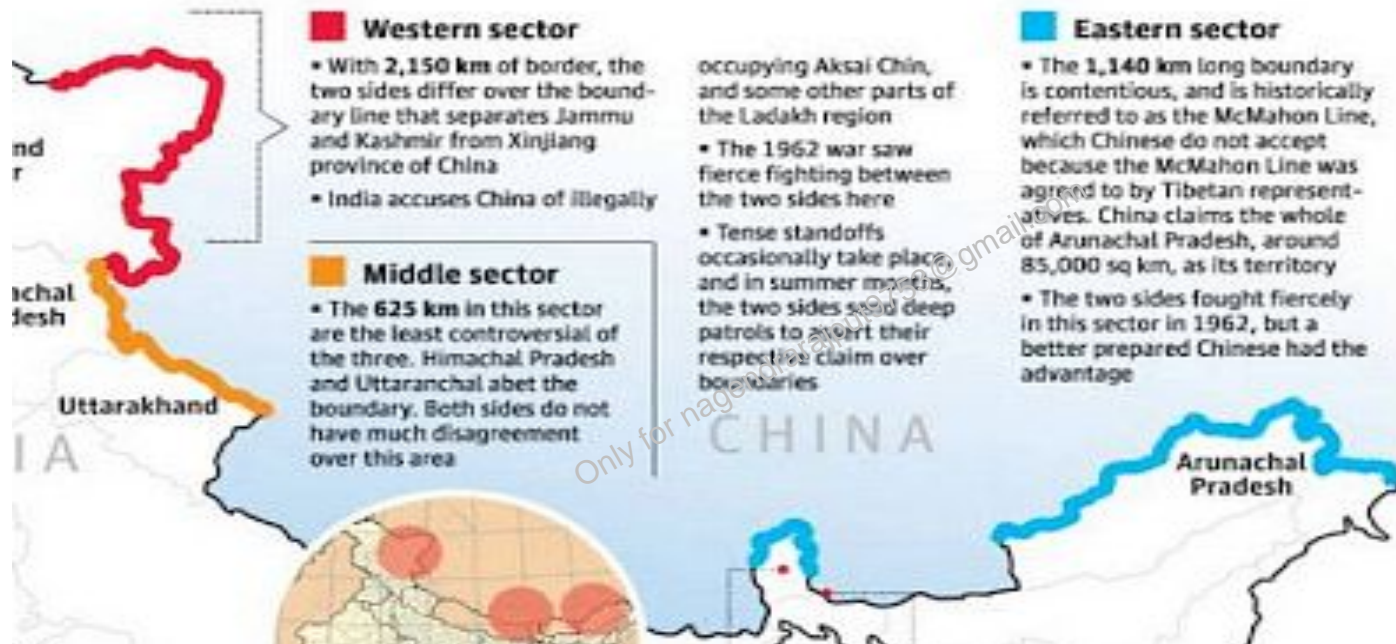 Western sector
• With 2,150 km of border, the
two sides differ over the bound-
ary line that separates Jammu
and Kashmir from Xinjiang
province of China
• India accuses China of illegally
occupying Aksai Chin,
and some other parts of
the Ladakh region
• The 1962 war saw
fierce fighting between
the two sides here
• Tense standoffs
occasionally take place,
and in summer months,
the two sides send deep
patrols to assert their
respective claim over
boundaries
Middle sector
• The 625 km in this sector
are the least controversial of
the three. Himachal Pradesh
and Uttaranchal abet the
boundary. Both sides do not
have much disagreement
over this area
Eastern sector
• The 1,140 km long boundary
is contentious, and is historically
referred to as the McMahon Line,
which Chinese do not accept
because the McMahon Line was
agreed to by Tibetan represent-
atives. China claims the whole
of Arunachal Pradesh, around
85,000 sq km, as its territory
• The two sides fought fiercely
in this sector in 1962, but a
better prepared Chinese had the
advantage
nd
r
achal
desh
Uttarakhand
IA
CHINA
Arunachal
Pradesh
Only for